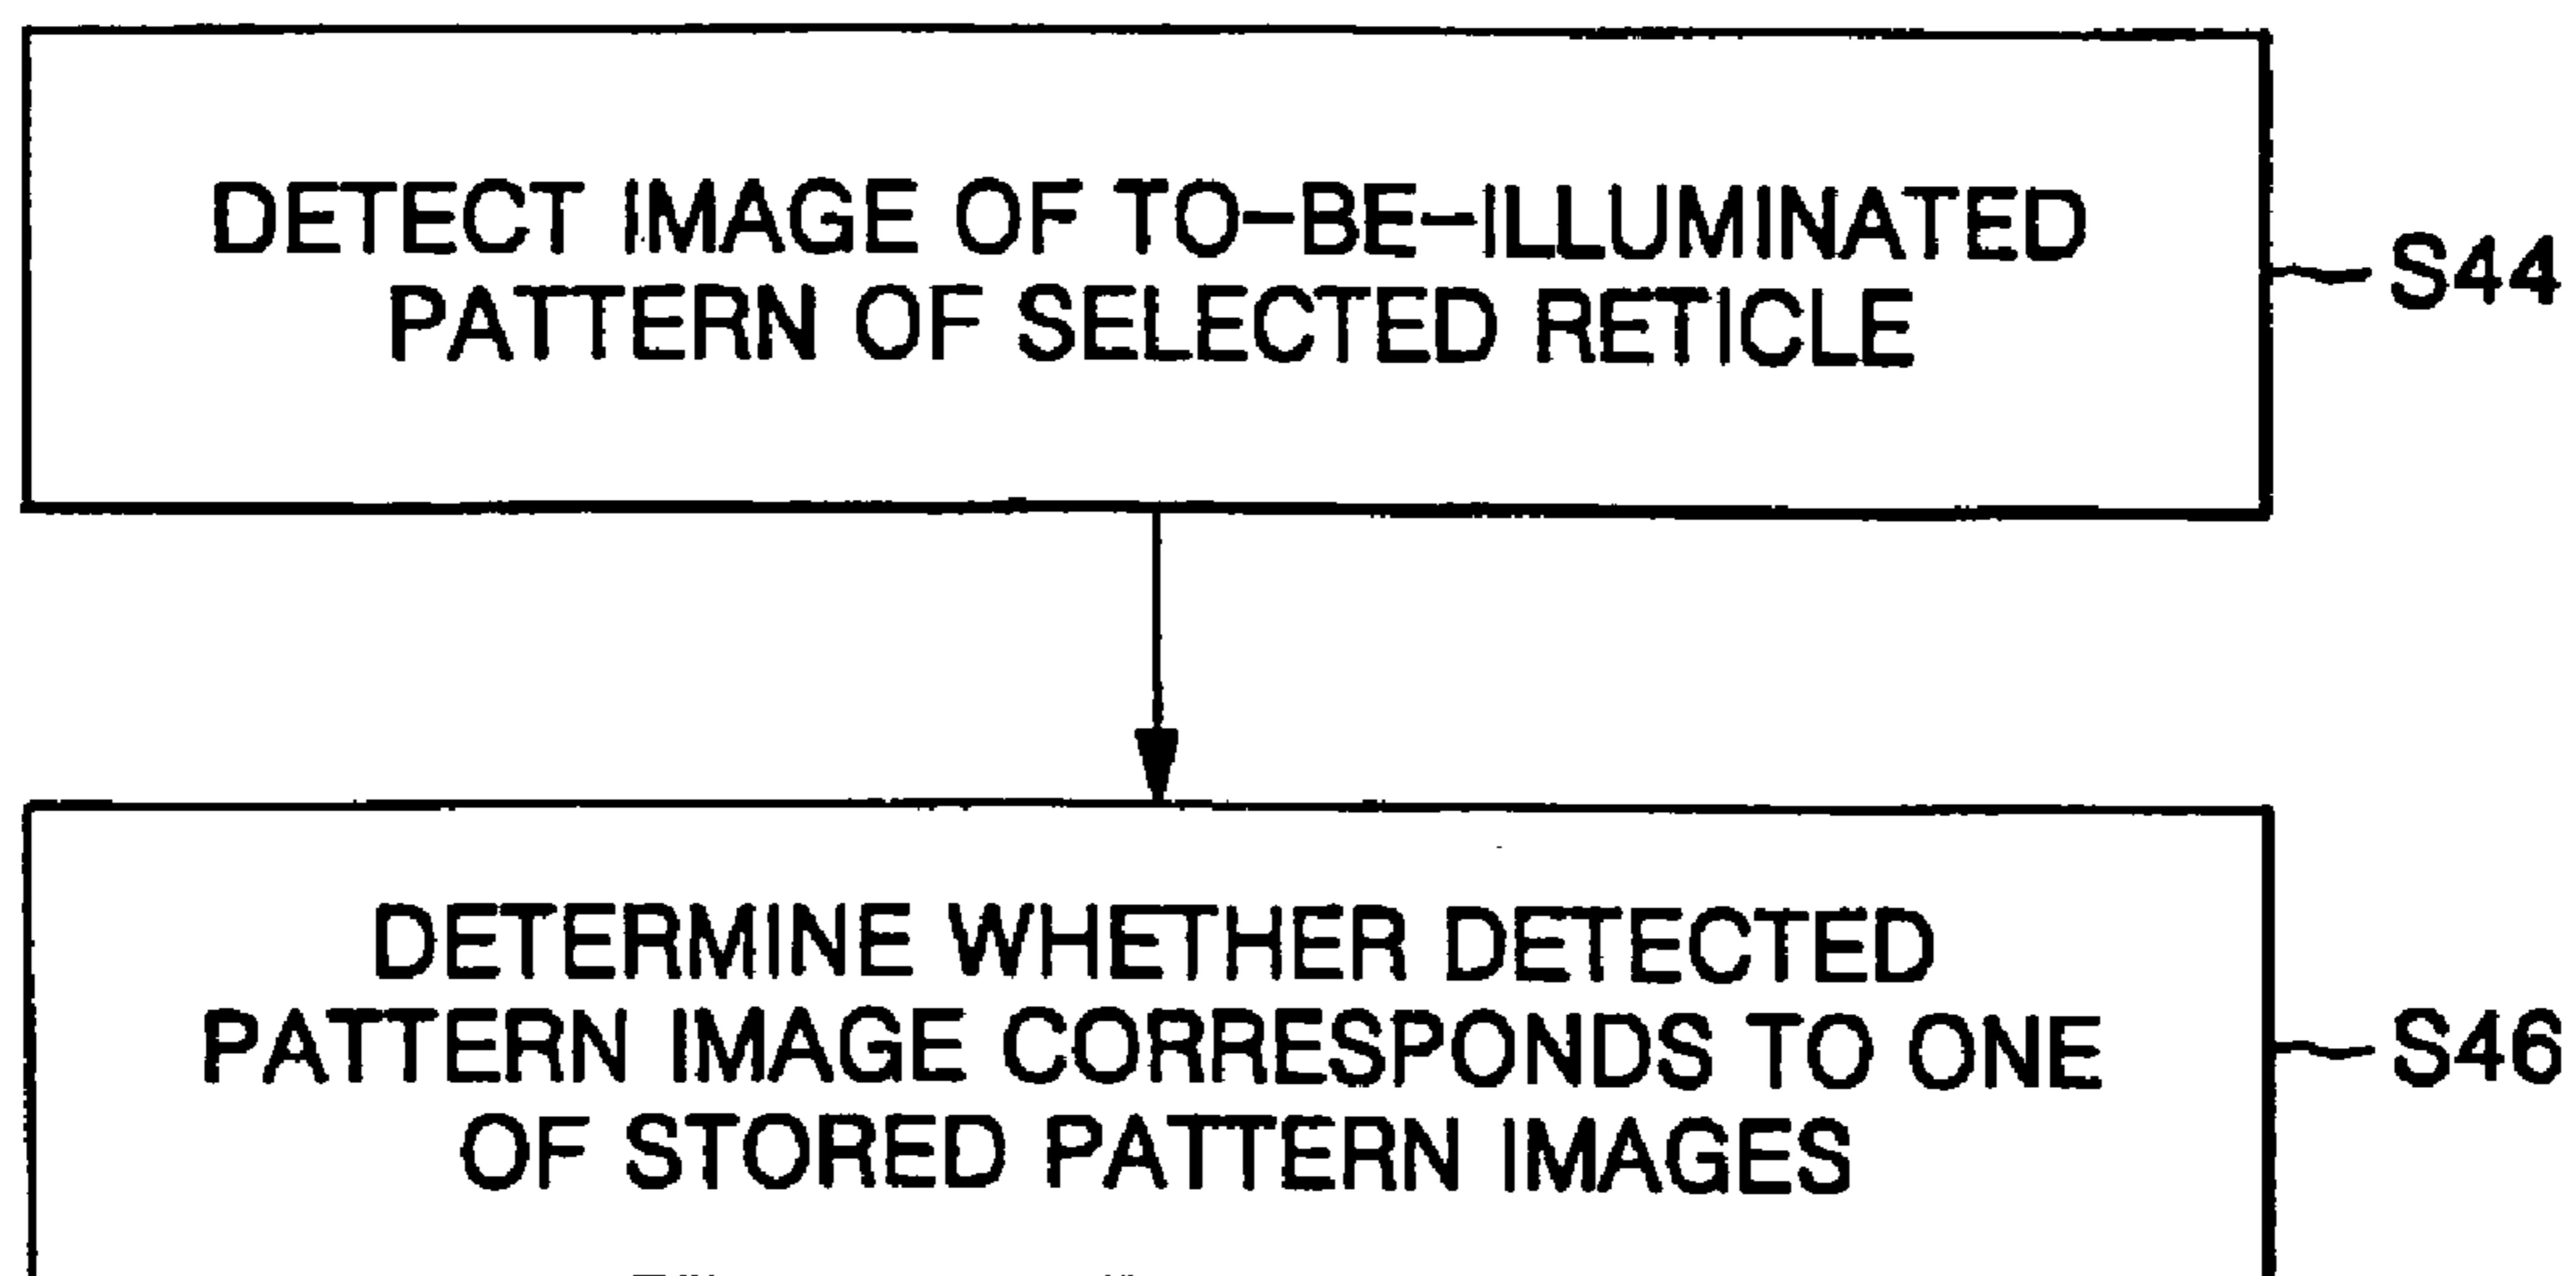 DETECT IMAGE OF TO-BE-ILLUMINATED
PATTERN OF SELECTED RETICLE
S44
DETERMINE WHETHER DETECTED
PATTERN IMAGE CORRESPONDS TO ONE
OF STORED PATTERN IMAGES
S46